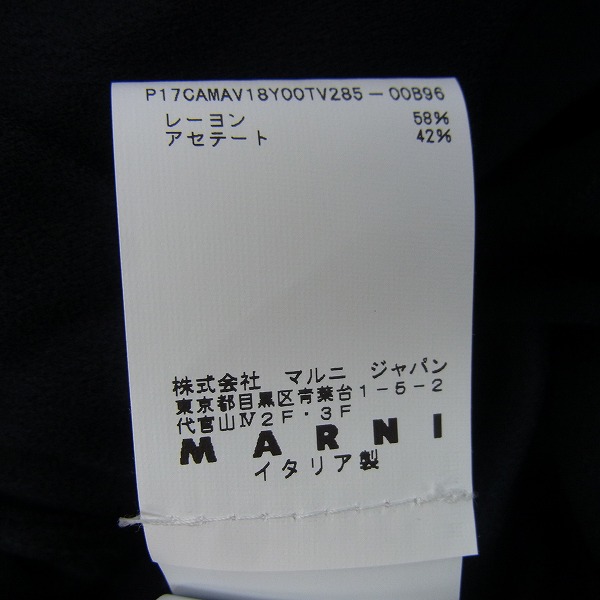 P17CAMAV18Y00TV285-00B96
レーヨン 58%
アセテート 42%
株式会社 マルニ ジャパン
東京都目黒区青葉台1-5-2
代官山Ⅳ2F・3F
MARNI
イタリア製